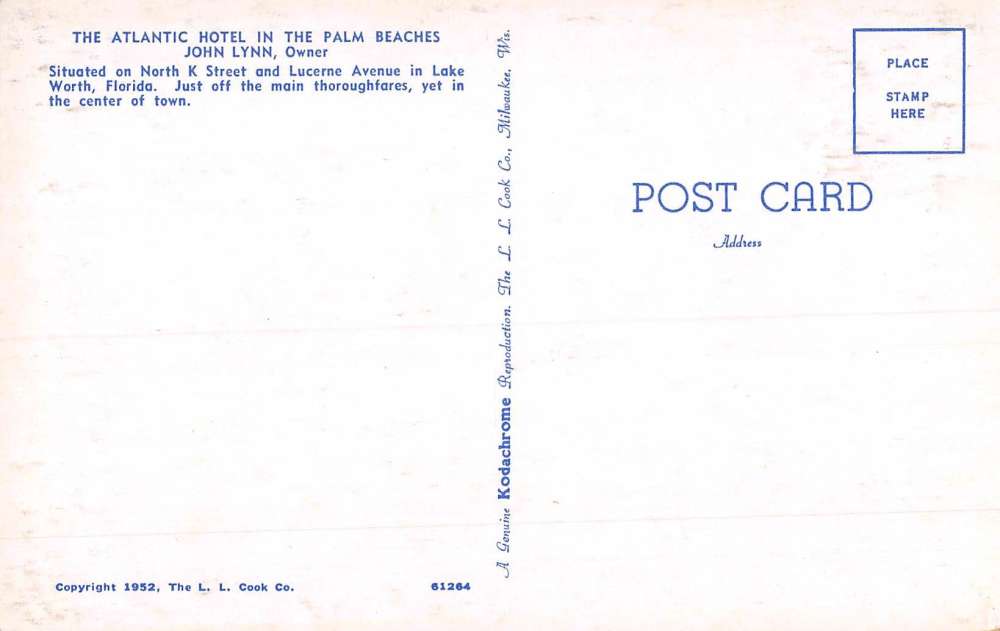 THE ATLANTIC HOTEL IN THE PALM BEACHES
JOHN LYNN, Owner
Situated on North K Street and Lucerne Avenue in Lake
Worth, Florida. Just off the main thoroughfares, yet in
the center of town.
Copyright 1952, The L. L. Cook Co.
61264
A Genuine Kodachrome Reproduction. The L. L. Cook Co., Milwaukee, Wis.
PLACE
STAMP
HERE
POST CARD
Address